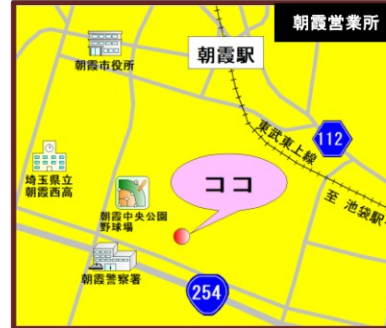 朝霞営業所
朝霞市役所
朝霞駅
東武東上線
112
至 池袋駅
埼玉県立
朝霞西高
ココ
朝霞中央公園
野球場
朝霞警察署
254